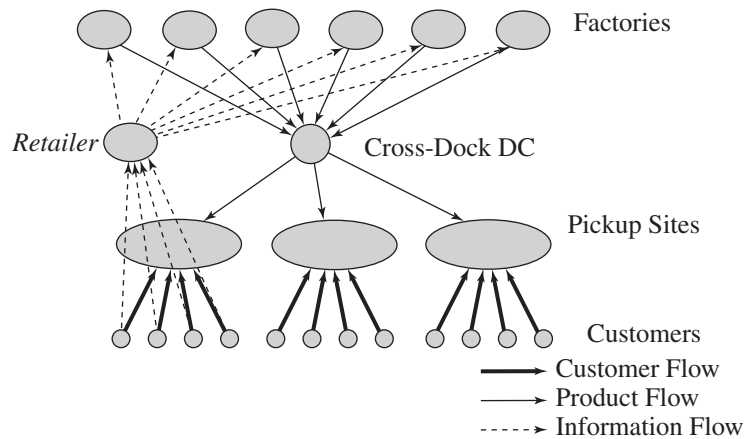 Factories
Retailer
Cross-Dock DC
Pickup Sites
Customers
Customer Flow
Product Flow
Information Flow